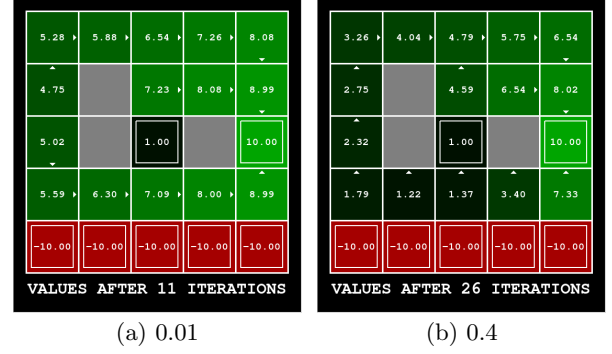 5.28 5.88 6.54 7.26 8.08 3.26 4.04 4.79 5.75 6.54
4.75 7.23 8.08 8.99 2.75 4.59 6.54 8.02
5.02 1.00 10.00 2.32 1.00 10.00
5.59 6.30 7.09 8.00 8.99 1.79 1.22 1.37 3.40 7.33
-10.00 -10.00 -10.00 -10.00 -10.00 -10.00 -10.00 -10.00 -10.00 -10.00
VALUES AFTER 11 ITERATIONS VALUES AFTER 26 ITERATIONS
(a) 0.01 (b) 0.4